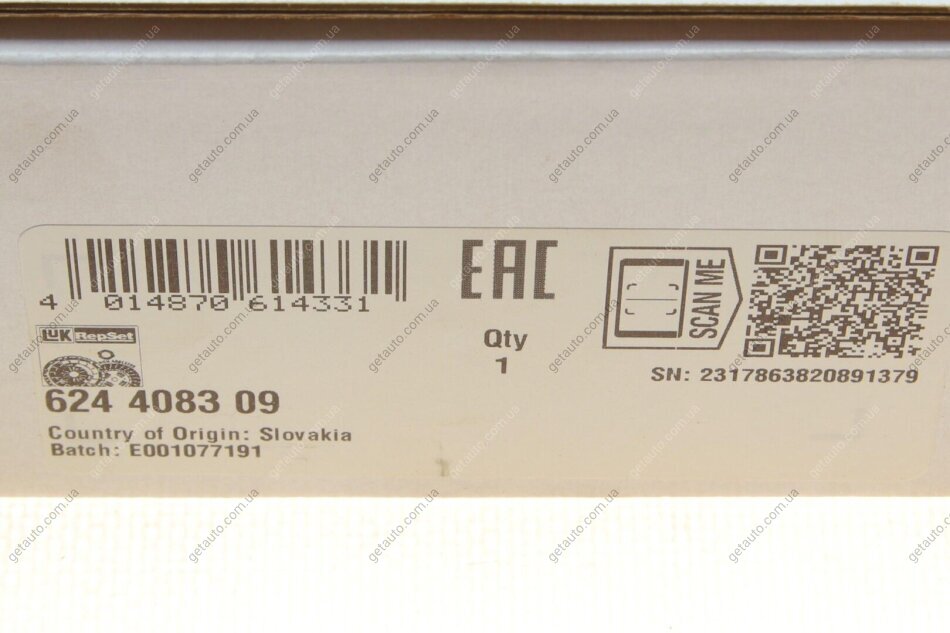 4 014870 614331
EAC
SCAN ME
LuK RepSet
Qty
1
624 4083 09
SN: 2317863820891379
Country of Origin: Slovakia
Batch: E001077191
getauto.com.ua